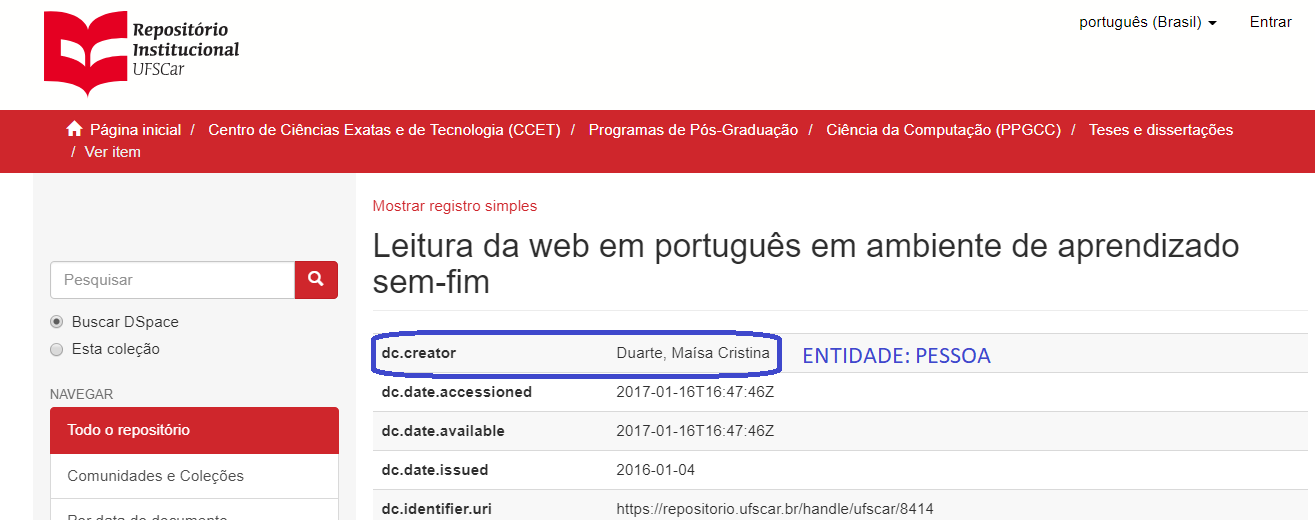 Repositório
Institucional
UFSCar
português (Brasil)
Entrar
Página inicial / Centro de Ciências Exatas e de Tecnologia (CCET) / Programas de Pós-Graduação / Ciência da Computação (PPGCC) / Teses e dissertações
/ Ver item
Pesquisar
Buscar DSpace
Esta coleção
NAVEGAR
Todo o repositório
Comunidades e Coleções
Por data do documento
Mostrar registro simples
Leitura da web em português em ambiente de aprendizado
sem-fim
dc.creator Duarte, Maísa Cristina ENTIDADE: PESSOA
dc.date.accessioned 2017-01-16T16:47:46Z
dc.date.available 2017-01-16T16:47:46Z
dc.date.issued 2016-01-04
dc.identifier.uri https://repositorio.ufscar.br/handle/ufscar/8414